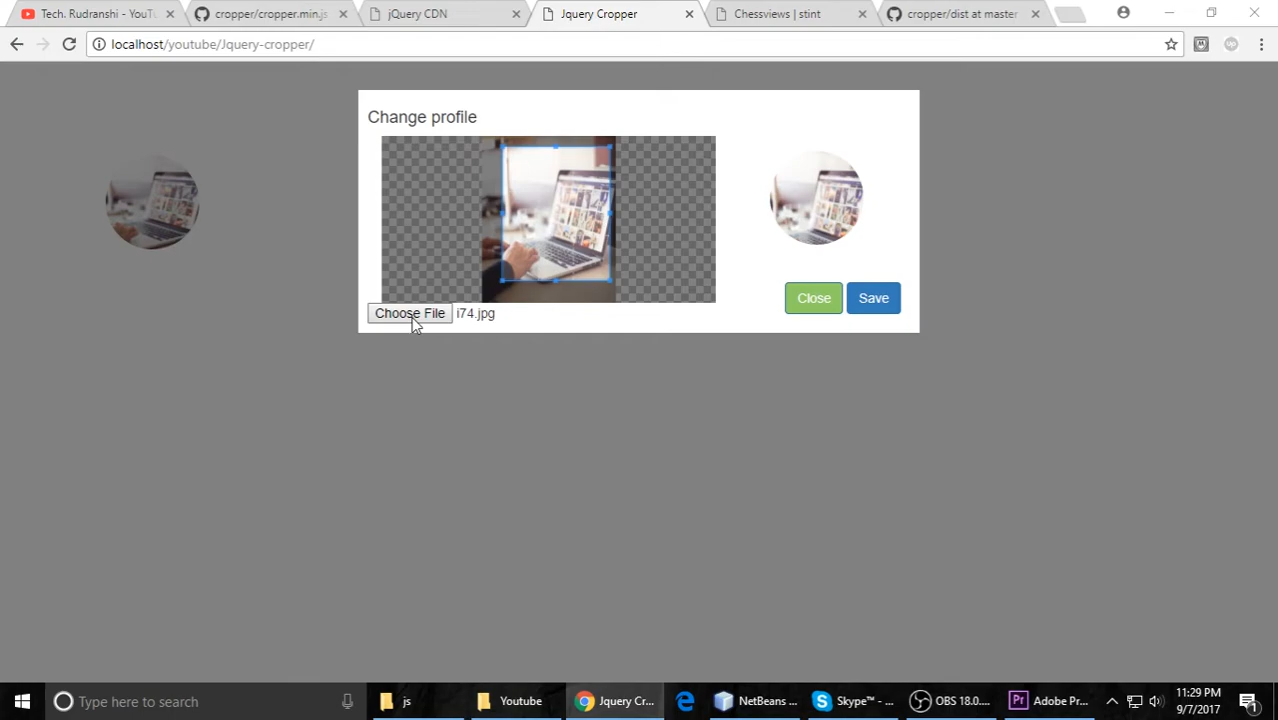 Tech. Rudranshi - YouTu
cropper/cropper.min.js
jQuery CDN
Jquery Cropper
Chessviews | stint
cropper/dist at master
localhost/youtube/Jquery-cropper/
Change profile
Close
Save
Choose File
i74.jpg
Type here to search
js
Youtube
Jquery Cr...
NetBeans ...
Skype™ - ...
OBS 18.0....
Adobe Pr...
11:29 PM
9/7/2017